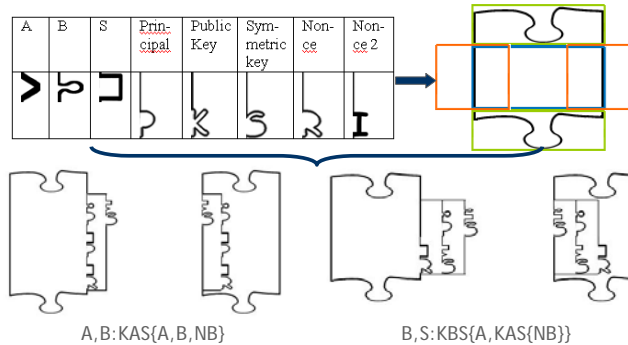 A B S Prin- Public Sym- Non- Non-
cipal Key metric ce ce 2
key
A,B:KAS{A,B,NB} B,S:KBS{A,KAS{NB}}